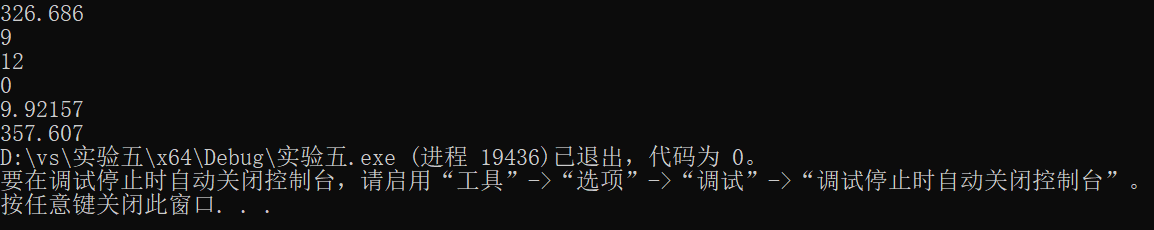 326.686
9
12
0
9.92157
357.607
D:\vs\实验五\x64\Debug\实验五.exe (进程 19436)已退出，代码为 0。
要在调试停止时自动关闭控制台，请启用“工具”->“选项”->“调试”->“调试停止时自动关闭控制台”。
按任意键关闭此窗口. . .